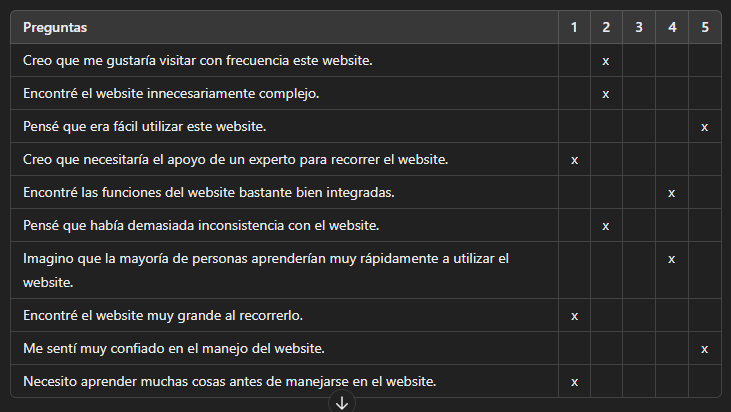 Preguntas 1 2 3 4 5
Creo que me gustaría visitar con frecuencia este website. x
Encontré el website innecesariamente complejo. x
Pensé que era fácil utilizar este website. x
Creo que necesitaría el apoyo de un experto para recorrer el website. x
Encontré las funciones del website bastante bien integradas. x
Pensé que había demasiada inconsistencia con el website. x
Imagino que la mayoría de personas aprenderían muy rápidamente a utilizar el x
website.
Encontré el website muy grande al recorrerlo. x
Me sentí muy confiado en el manejo del website. x
Necesito aprender muchas cosas antes de manejarse en el website. x